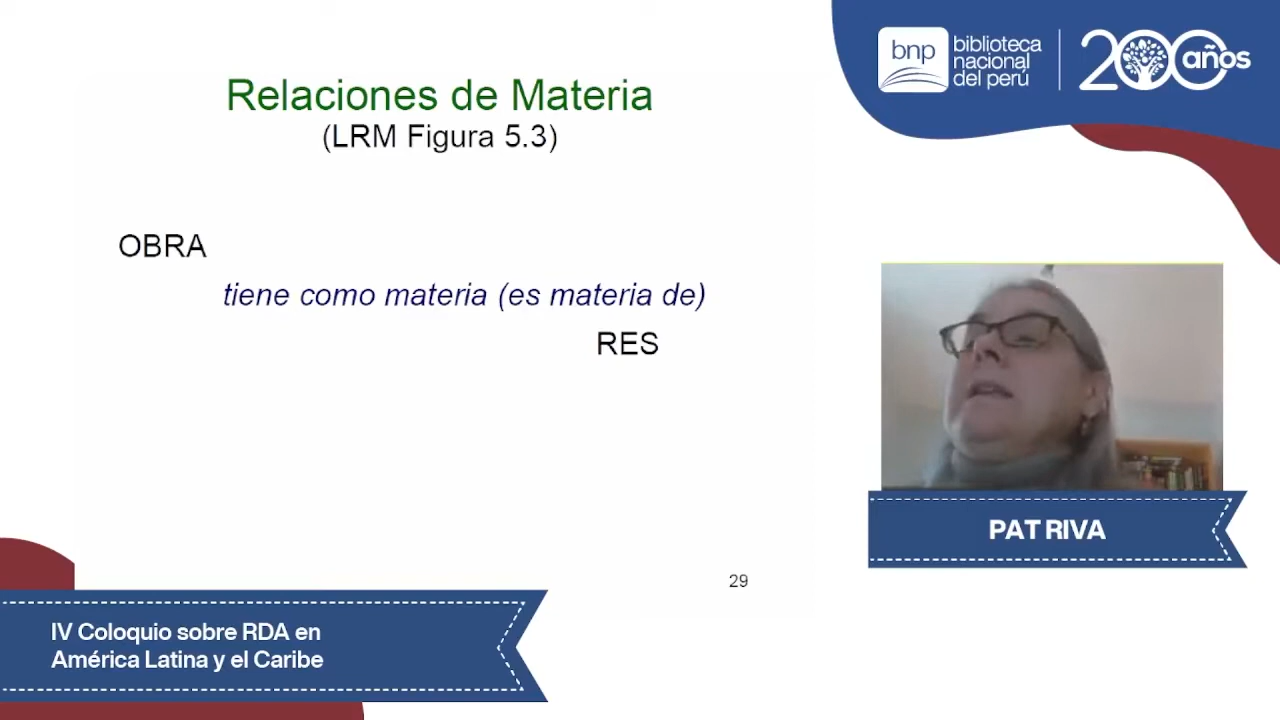 Relaciones de Materia
(LRM Figura 5.3)
OBRA
tiene como materia (es materia de)
RES
29
bnp
biblioteca
nacional
del perú
200 años
PAT RIVA
IV Coloquio sobre RDA en
América Latina y el Caribe